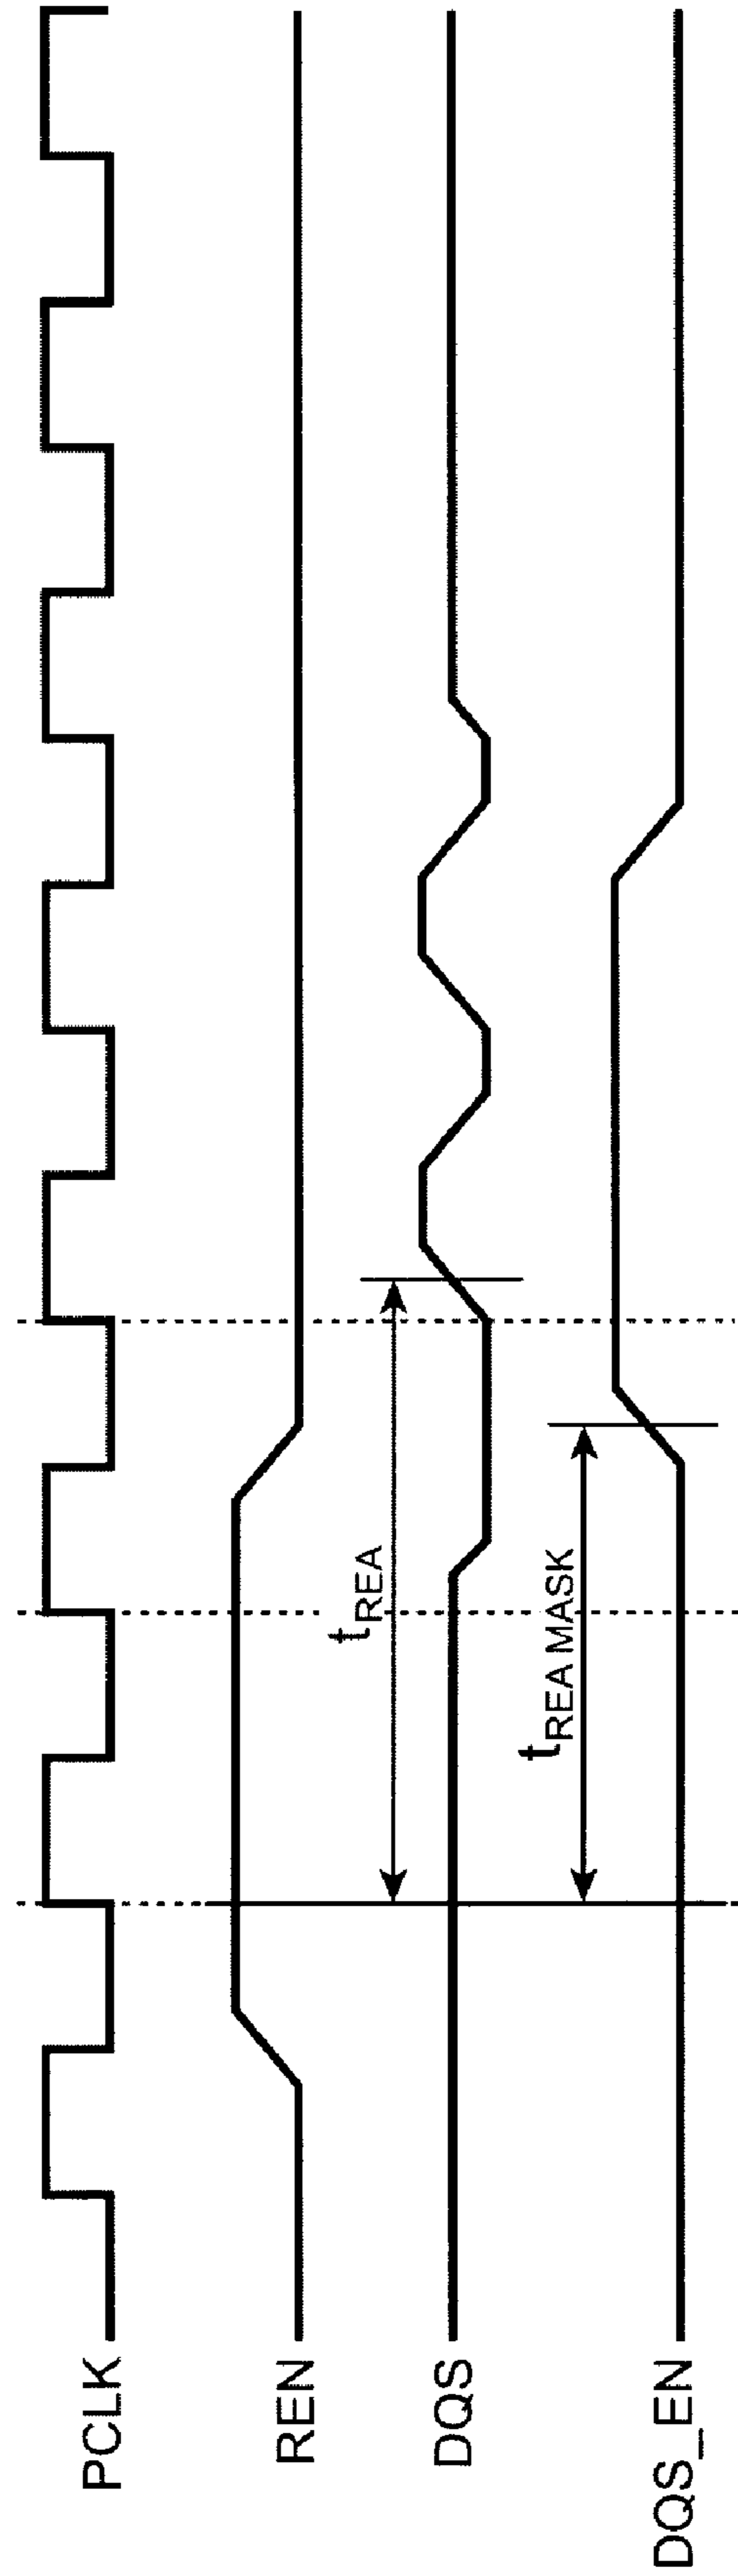 PCLK
REN
DQS
DQS_EN
tREA
tREA MASK